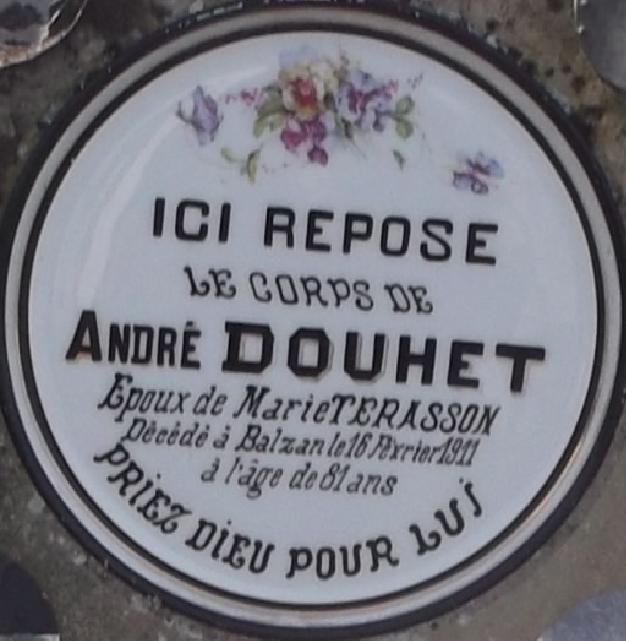 ICI REPOSE
LE CORPS DE
ANDRÉ DOUHET
Epoux de Marie TERASSON
Décédé à Balzan le 16 Février 1911
à l'âge de 81 ans
PRIEZ DIEU POUR LUI